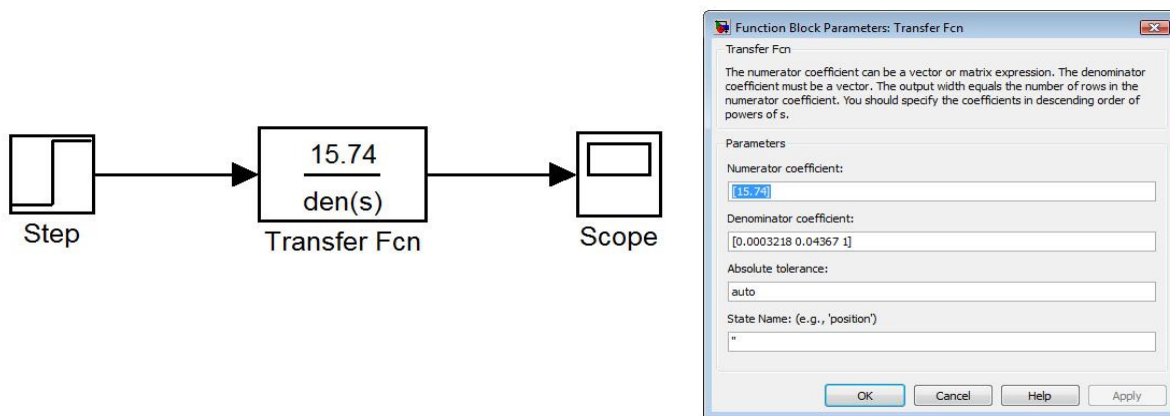 15.74
den(s)
Step
Transfer Fcn
Scope
Function Block Parameters: Transfer Fcn
Transfer Fcn
The numerator coefficient can be a vector or matrix expression. The denominator
coefficient must be a vector. The output width equals the number of rows in the
numerator coefficient. You should specify the coefficients in descending order of
powers of s.
Parameters
Numerator coefficient:
[15.74]
Denominator coefficient:
[0.0003218 0.04367 1]
Absolute tolerance:
auto
State Name: (e.g., 'position')
''
OK Cancel Help Apply